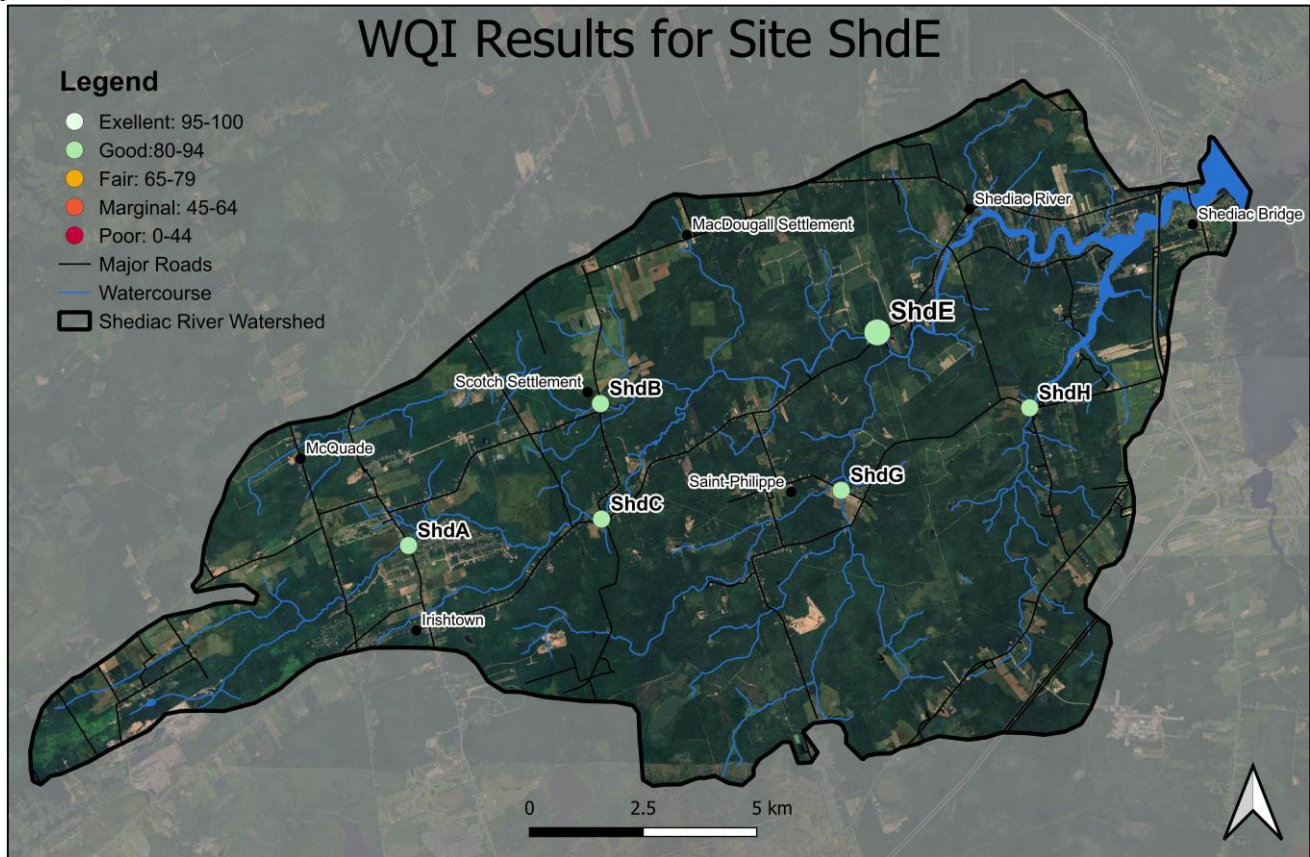 WQI Results for Site ShdE
Legend
Exellent: 95-100
Good:80-94
Fair: 65-79
Marginal: 45-64
Poor: 0-44
Major Roads
Watercourse
Shediac River Watershed
Shediac River
Shediac Bridge
MacDougall Settlement
ShdE
Scotch Settlement
ShdB
ShdH
McQuade
Saint-Philippe
ShdG
ShdC
ShdA
Irishtown
0 2.5 5 km